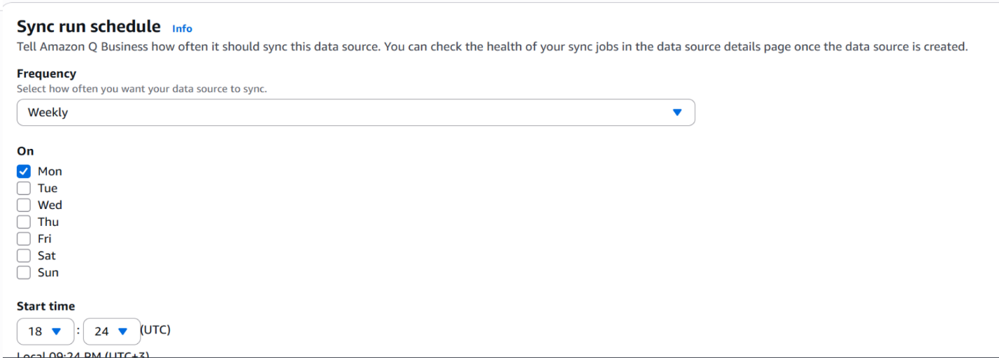 Sync run schedule Info
Tell Amazon Q Business how often it should sync this data source. You can check the health of your sync jobs in the data source details page once the data source is created.
Frequency
Select how often you want your data source to sync.
Weekly
On
Mon
Tue
Wed
Thu
Fri
Sat
Sun
Start time
18 : 24 (UTC)
Local 09:24 PM (UTC+3)